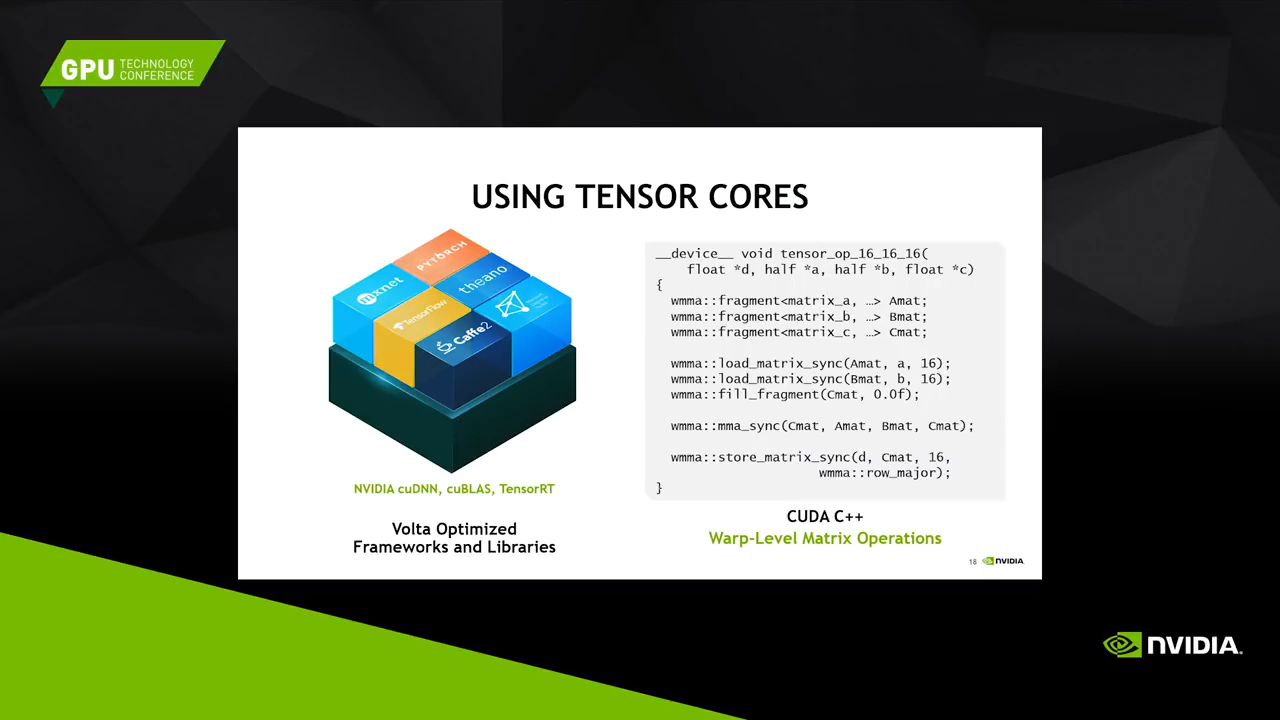 GPU TECHNOLOGY
CONFERENCE
USING TENSOR CORES
PYTORCH
mxnet
theano
TensorFlow
Caffe2
NVIDIA cuDNN, cuBLAS, TensorRT
Volta Optimized
Frameworks and Libraries
__device__ void tensor_op_16_16_16(
float *d, half *a, half *b, float *c)
{
wmma::fragment<matrix_a, …> Amat;
wmma::fragment<matrix_b, …> Bmat;
wmma::fragment<matrix_c, …> Cmat;
wmma::load_matrix_sync(Amat, a, 16);
wmma::load_matrix_sync(Bmat, b, 16);
wmma::fill_fragment(Cmat, 0.0f);
wmma::mma_sync(Cmat, Amat, Bmat, Cmat);
wmma::store_matrix_sync(d, Cmat, 16,
wmma::row_major);
}
CUDA C++
Warp-Level Matrix Operations
18 NVIDIA
NVIDIA.